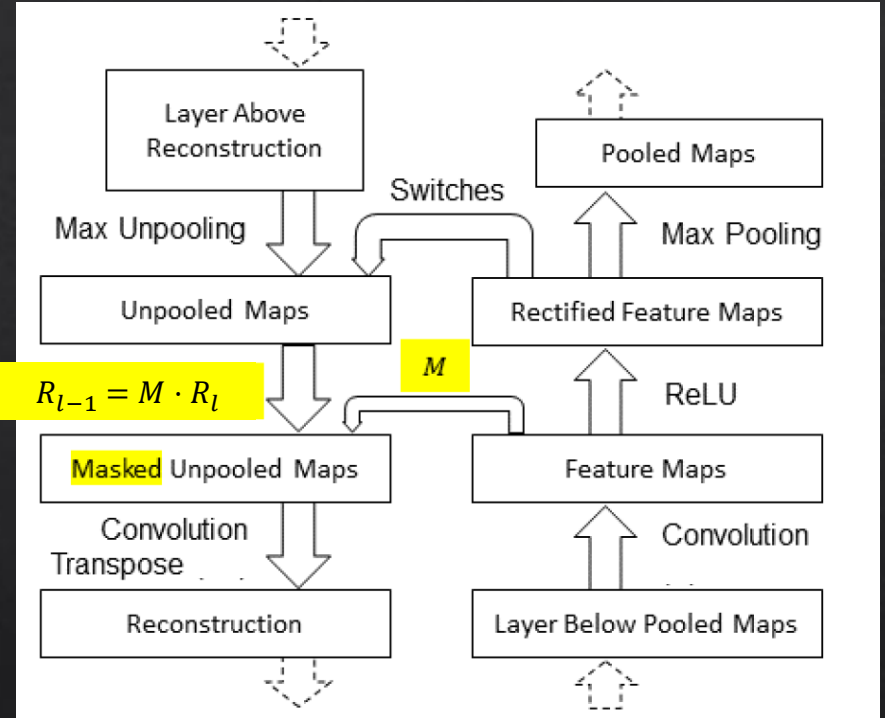 Layer Above
Reconstruction
Pooled Maps
Switches
Max Unpooling
Max Pooling
Unpooled Maps
Rectified Feature Maps
M
R_{l-1} = M · R_l
ReLU
Masked Unpooled Maps
Feature Maps
Convolution
Transpose
Convolution
Reconstruction
Layer Below Pooled Maps